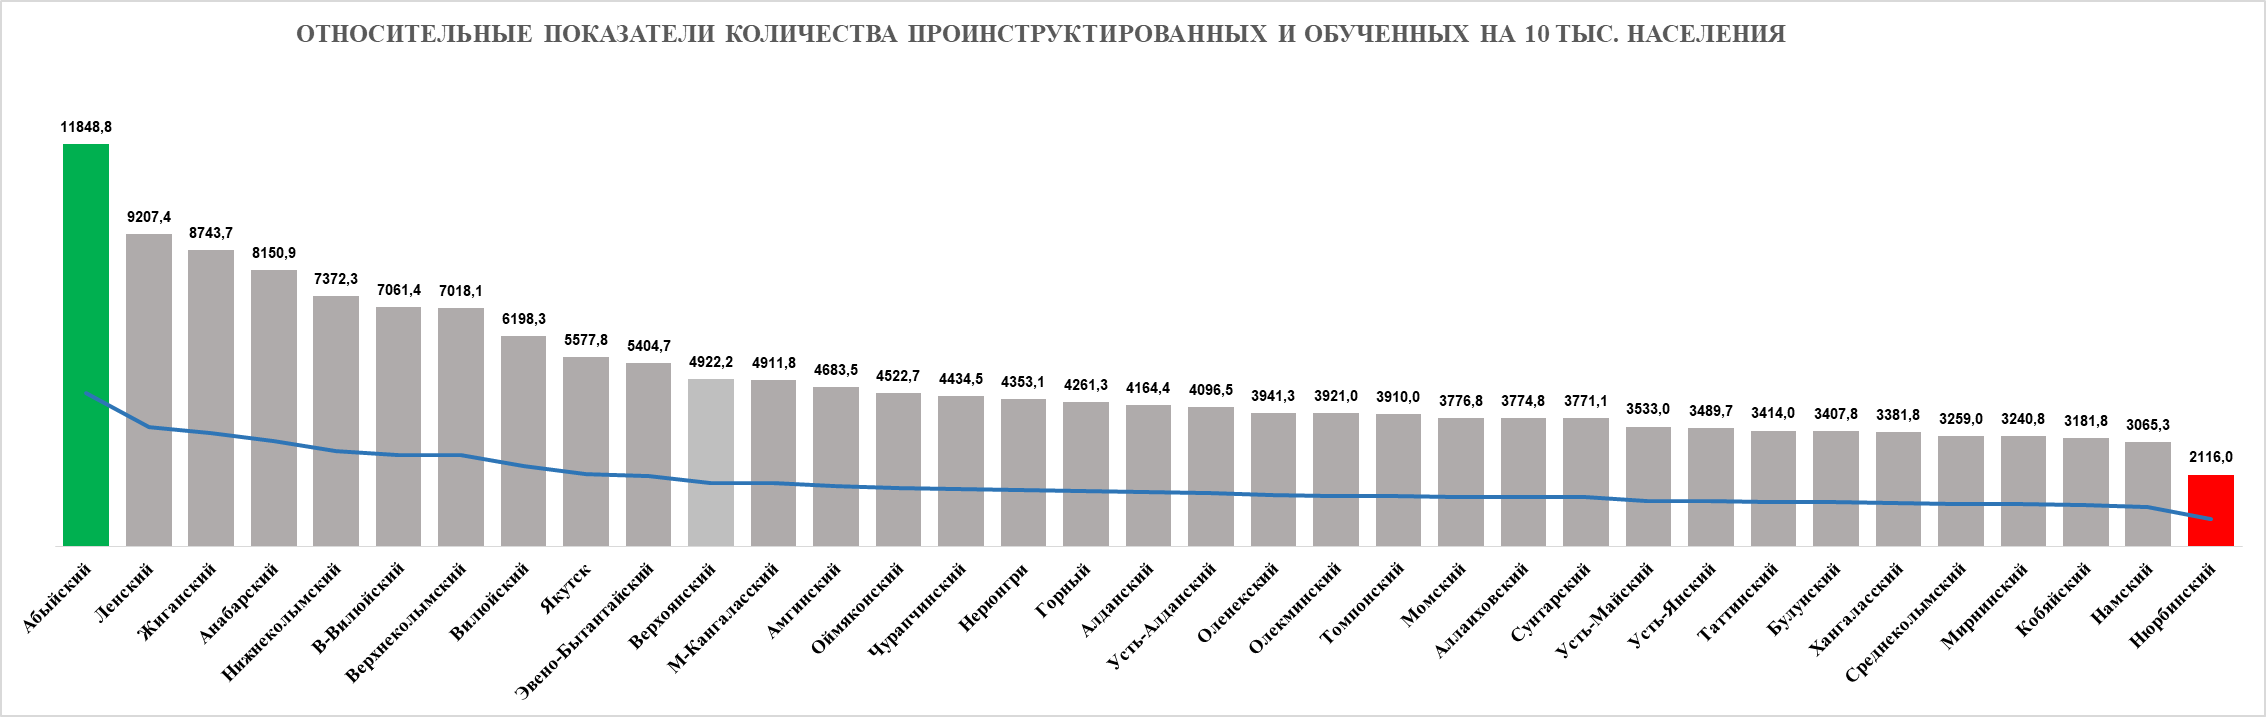 ОТНОСИТЕЛЬНЫЕ ПОКАЗАТЕЛИ КОЛИЧЕСТВА ПРОИНСТРУКТИРОВАННЫХ И ОБУЧЕННЫХ НА 10 ТЫС. НАСЕЛЕНИЯ
11848,8
9207,4
8743,7
8150,9
7372,3
7061,4
7018,1
6198,3
5577,8
5404,7
4922,2
4911,8
4683,5
4522,7
4434,5
4353,1
4261,3
4164,4
4096,5
3941,3
3921,0
3910,0
3776,8
3774,8
3771,1
3533,0
3489,7
3414,0
3407,8
3381,8
3259,0
3240,8
3181,8
3065,3
2116,0
Абыйский
Ленский
Жиганский
Анабарский
Нижнеколымский
В-Вилюйский
Верхнеколымский
Вилюйский
Якутск
Эвено-Бытантайский
Верхоянский
М-Кангаласский
Амгинский
Оймяконский
Чурапчинский
Нерюнгри
Горный
Алданский
Усть-Алданский
Оленекский
Олекминский
Томпонский
Момский
Аллаиховский
Сунтарский
Усть-Майский
Усть-Янский
Таттинский
Булунский
Хангаласский
Среднеколымский
Мирнинский
Кобяйский
Намский
Нюрбинский